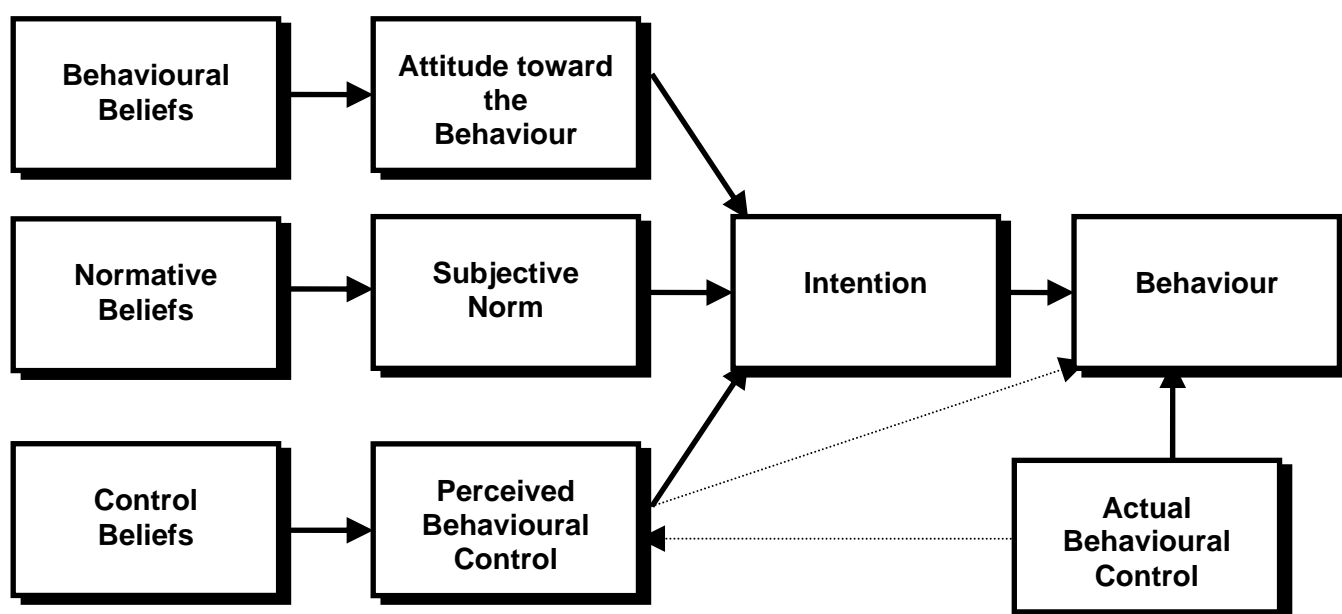 Behavioural
Beliefs
Attitude toward
the
Behaviour
Normative
Beliefs
Subjective
Norm
Intention
Behaviour
Control
Beliefs
Perceived
Behavioural
Control
Actual
Behavioural
Control